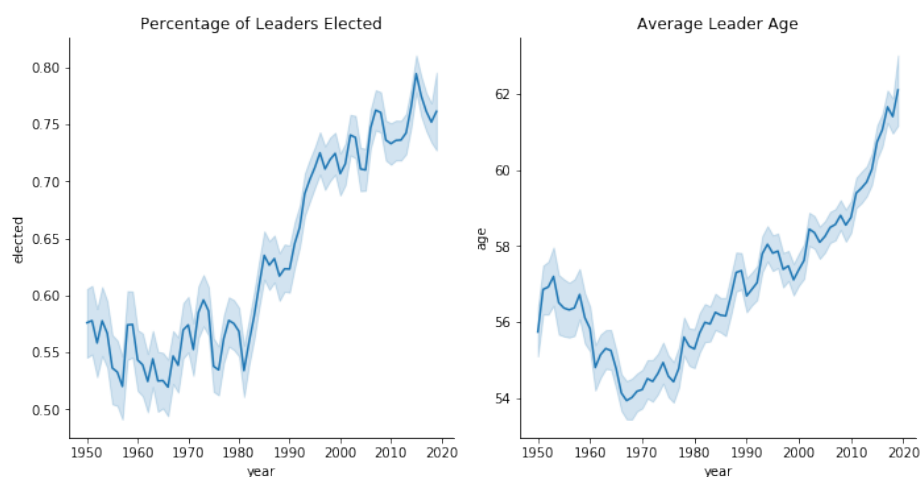 Percentage of Leaders Elected
0.80
0.75
0.70
0.65
0.60
0.55
0.50
elected
1950 1960 1970 1980 1990 2000 2010 2020
year
Average Leader Age
62
60
58
56
54
age
1950 1960 1970 1980 1990 2000 2010 2020
year